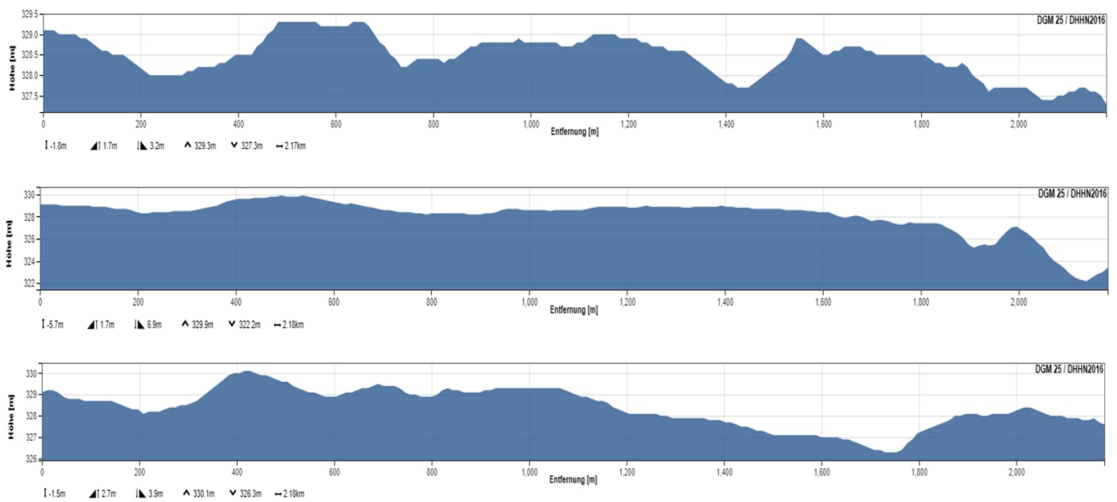 DGM 25 / DHHN2016
Höhe [m]
329.5
329.0
328.5
328.0
327.5
0 200 400 600 800 1,000 1,200 1,400 1,600 1,800 2,000
Entfernung [m]
-1.8m 1.7m 3.2m 329.3m 327.3m 2.17km
DGM 25 / DHHN2016
Höhe [m]
330
328
326
324
322
0 200 400 600 800 1,000 1,200 1,400 1,600 1,800 2,000
Entfernung [m]
-5.7m 1.7m 6.9m 329.9m 322.2m 2.18km
DGM 25 / DHHN2016
Höhe [m]
330
329
328
327
326
0 200 400 600 800 1,000 1,200 1,400 1,600 1,800 2,000
Entfernung [m]
-1.5m 2.7m 3.9m 330.1m 326.3m 2.18km